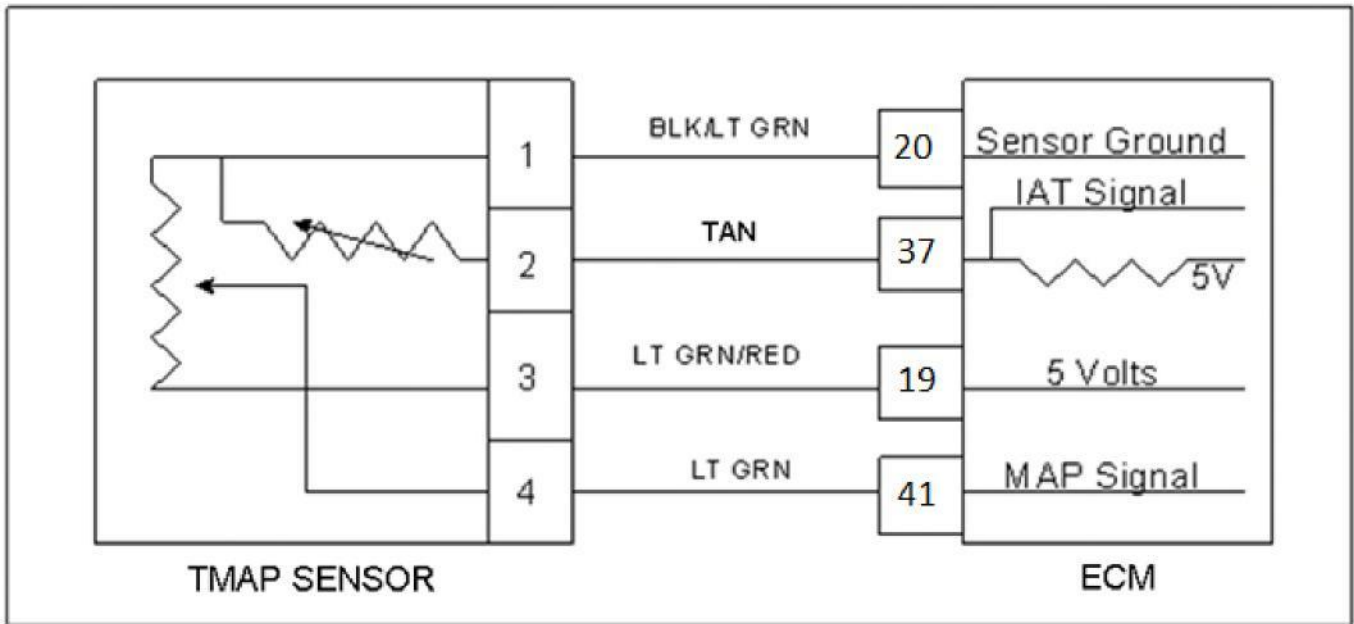 BLK/LT GRN
1
20
Sensor Ground
IAT Signal
TAN
2
37
5V
LT GRN/RED
3
19
5 Volts
LT GRN
4
41
MAP Signal
TMAP SENSOR
ECM